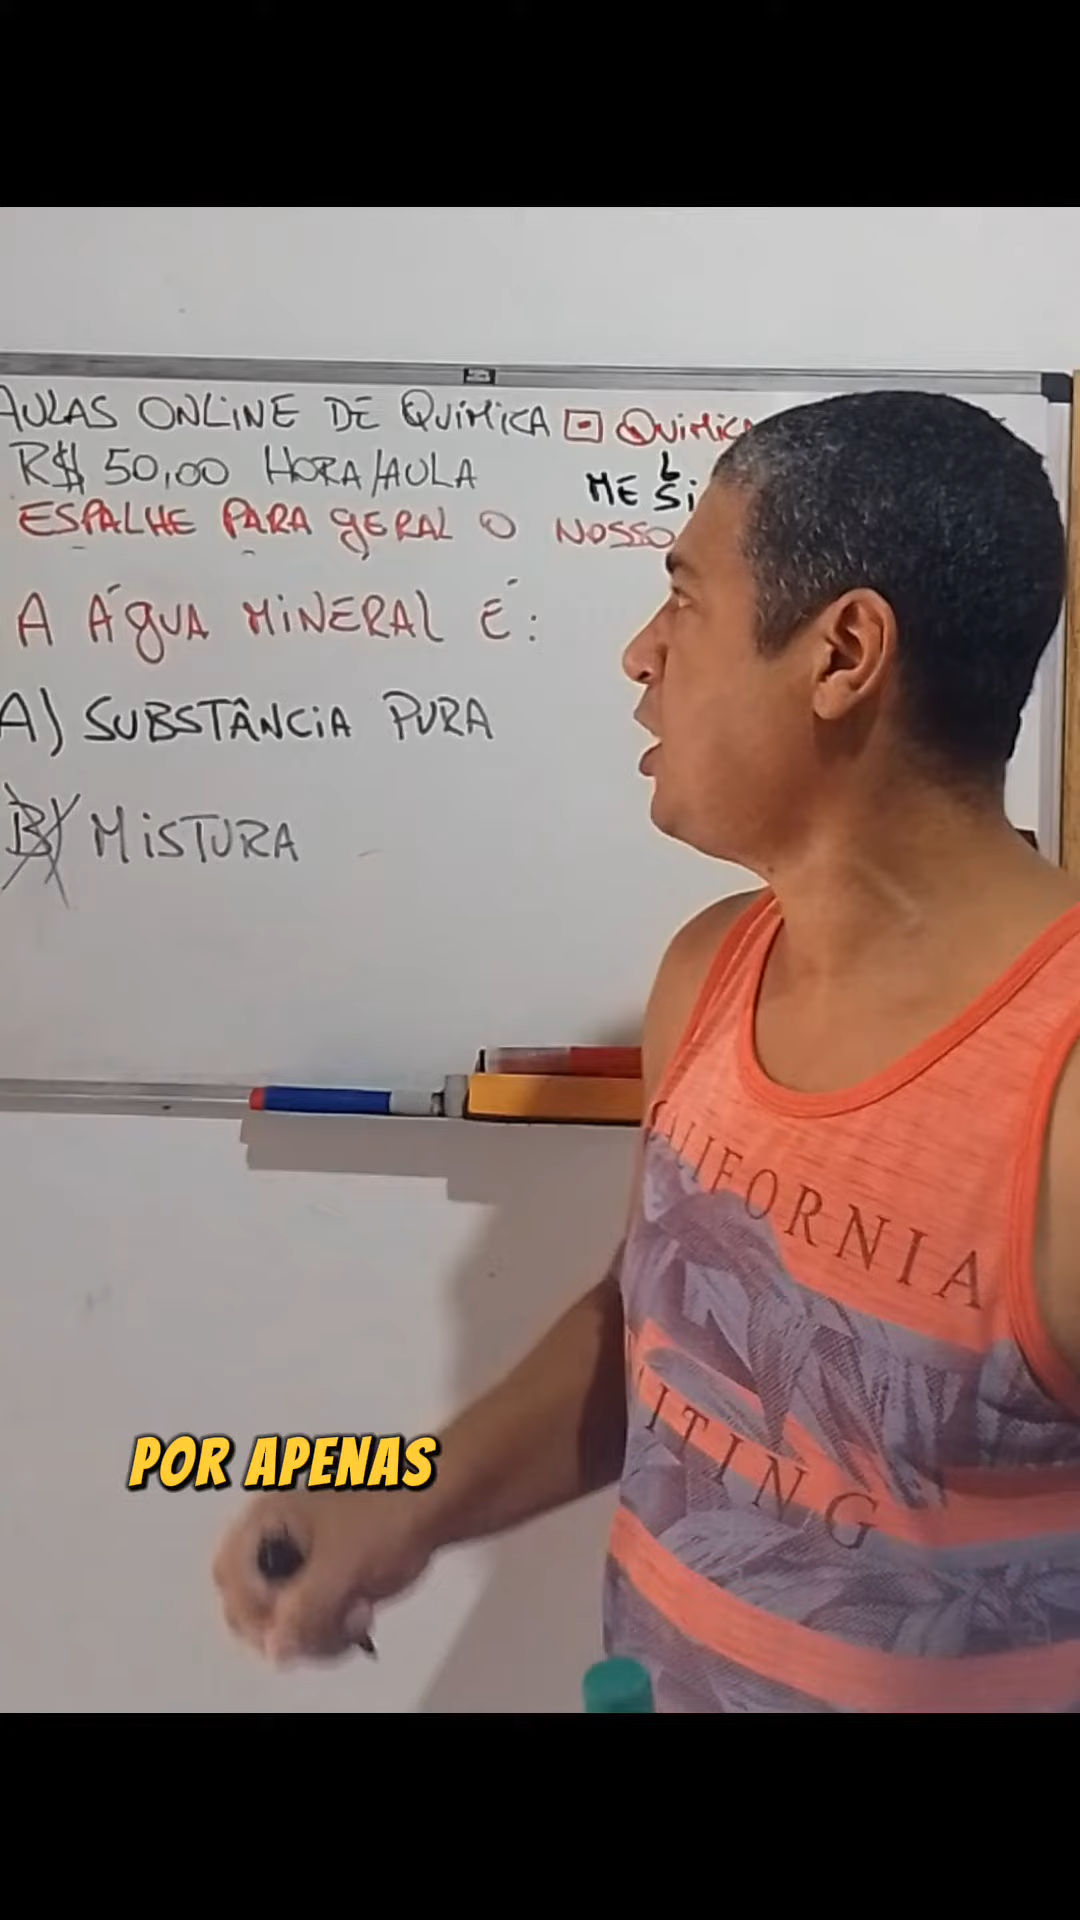 AULAS ONLINE DE QUÍMICA
R$ 50,00 HORA/AULA
ESPALHE PARA GERAL O NOSSO
A ÁGUA MINERAL É:
A) SUBSTÂNCIA PURA
B) MISTURA
CALIFORNIA
POR APENAS